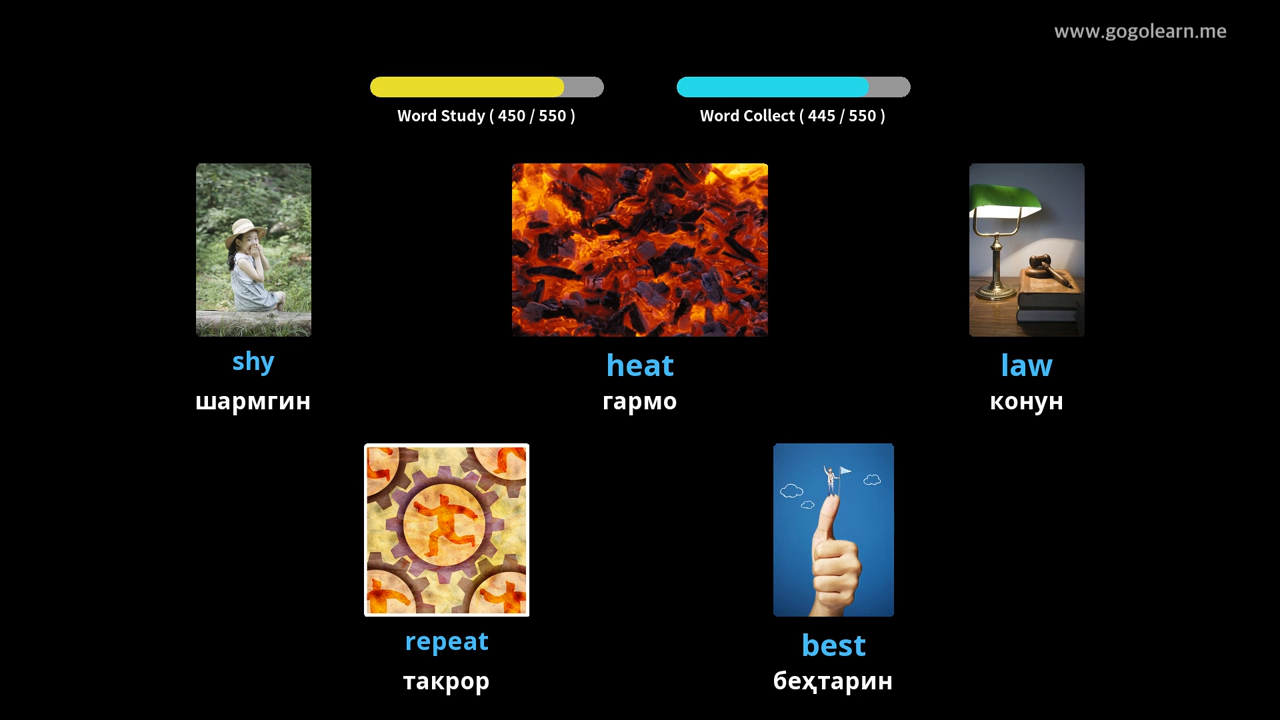 www.gogolearn.me
Word Study ( 450 / 550 )
Word Collect ( 445 / 550 )
shy
шармгин
heat
гармо
law
конун
repeat
такрор
best
беҳтарин